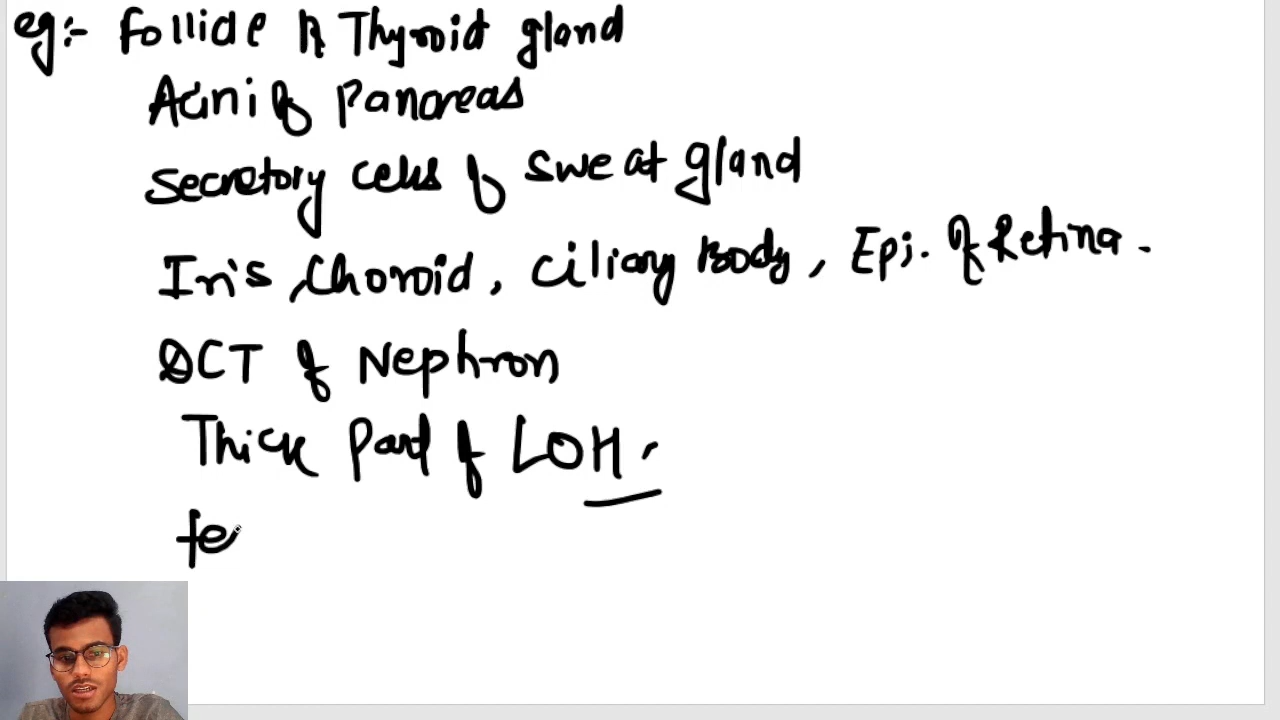 eg:- Follicle of Thyroid gland
Acini of Pancreas
Secretory cells of sweat gland
Iris, Choroid, Ciliary Body, Epi. of Retina.
DCT of Nephron
Thick Part of LOH.
fe